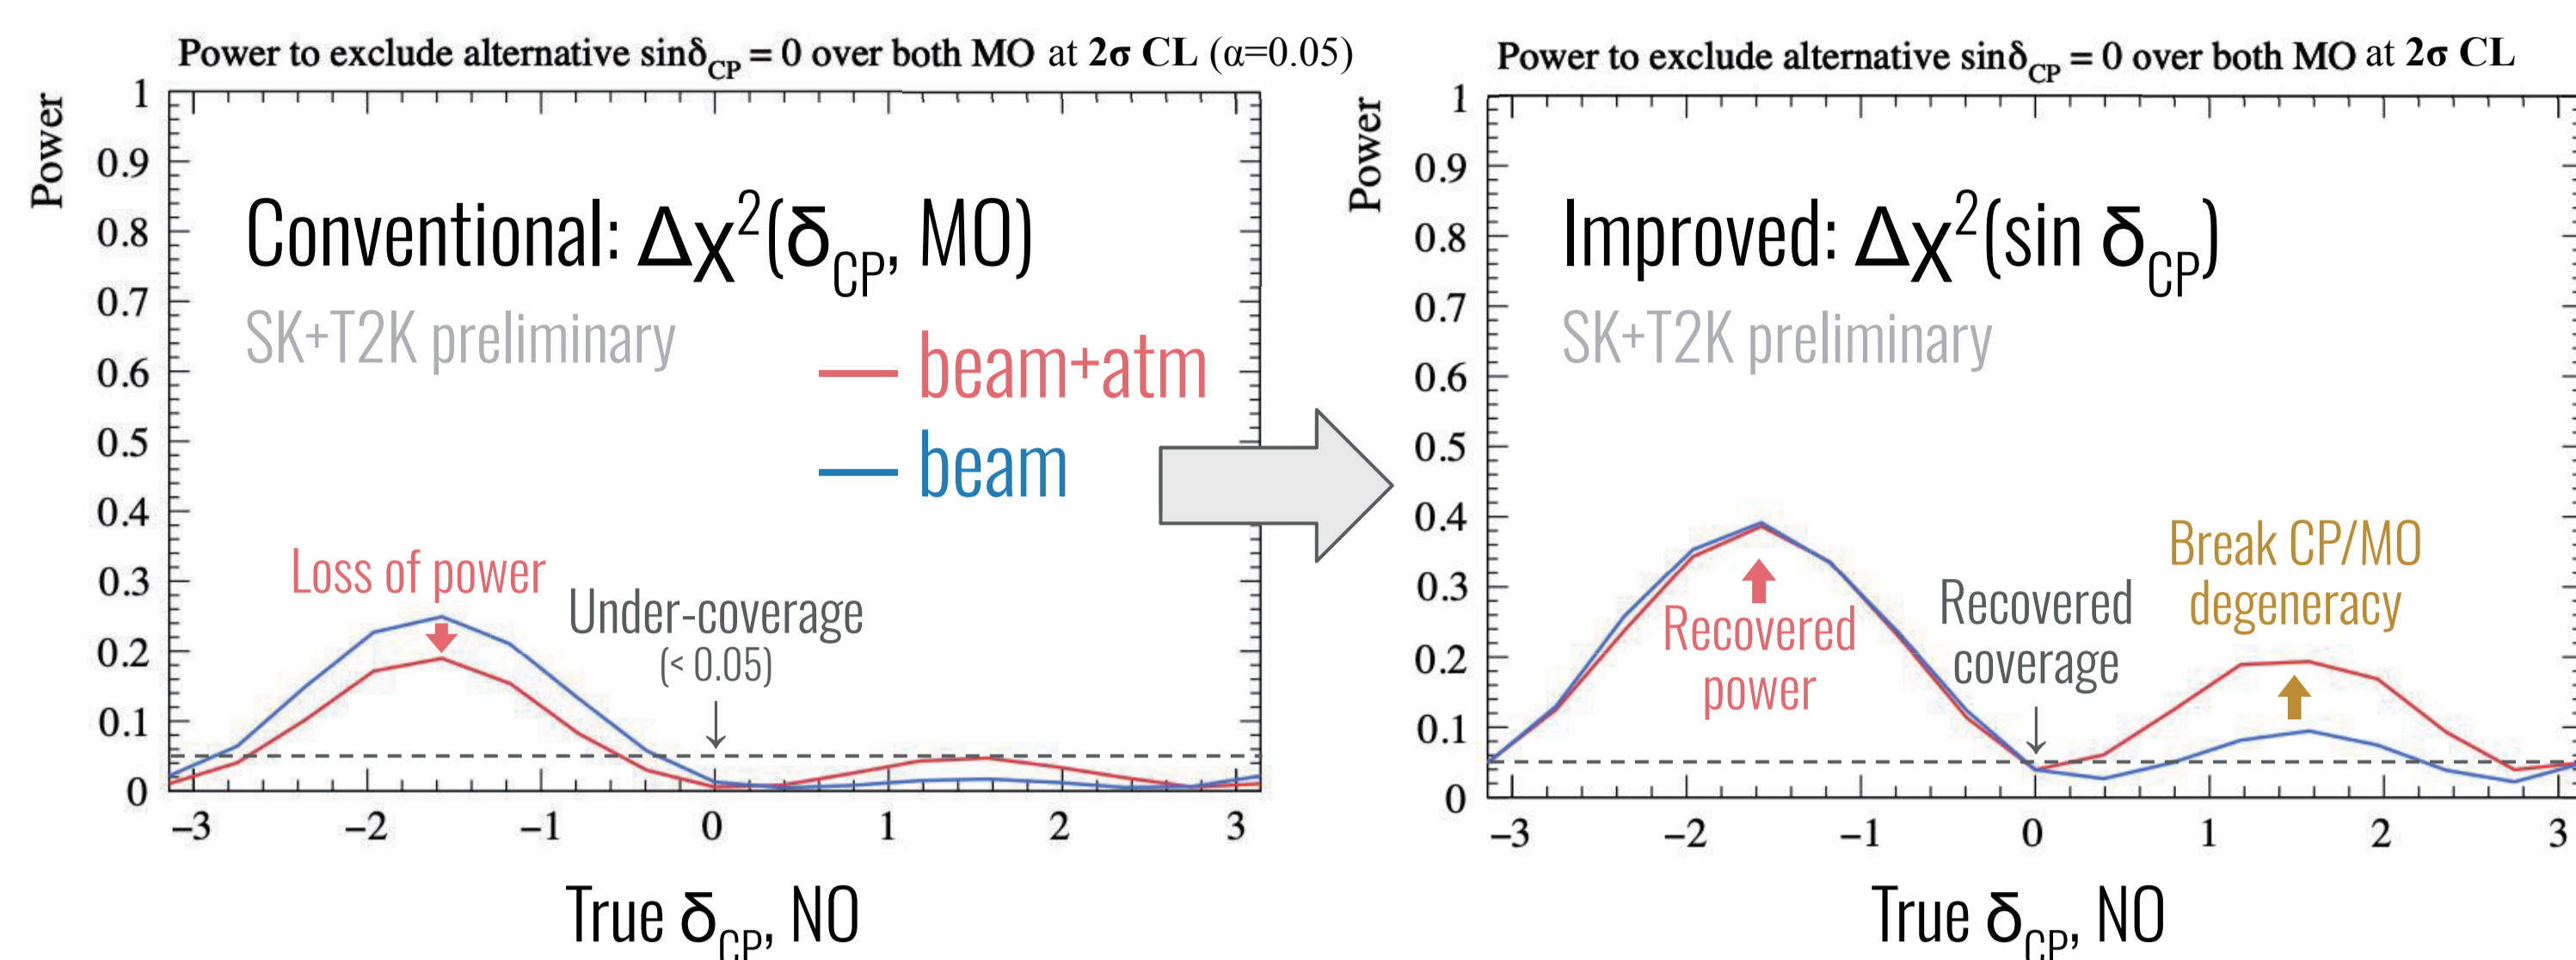 Power to exclude alternative sinδCP = 0 over both MO at 2σ CL (α=0.05)
Power
1
0.9
0.8
0.7
0.6
0.5
0.4
0.3
0.2
0.1
0
Conventional: Δχ²(δCP, MO)
SK+T2K preliminary
beam+atm
beam
Loss of power
Under-coverage
(< 0.05)
−3 −2 −1 0 1 2 3
True δCP, NO
Power to exclude alternative sinδCP = 0 over both MO at 2σ CL
Power
1
0.9
0.8
0.7
0.6
0.5
0.4
0.3
0.2
0.1
0
Improved: Δχ²(sin δCP)
SK+T2K preliminary
Break CP/MO
degeneracy
Recovered
coverage
Recovered
power
−3 −2 −1 0 1 2 3
True δCP, NO